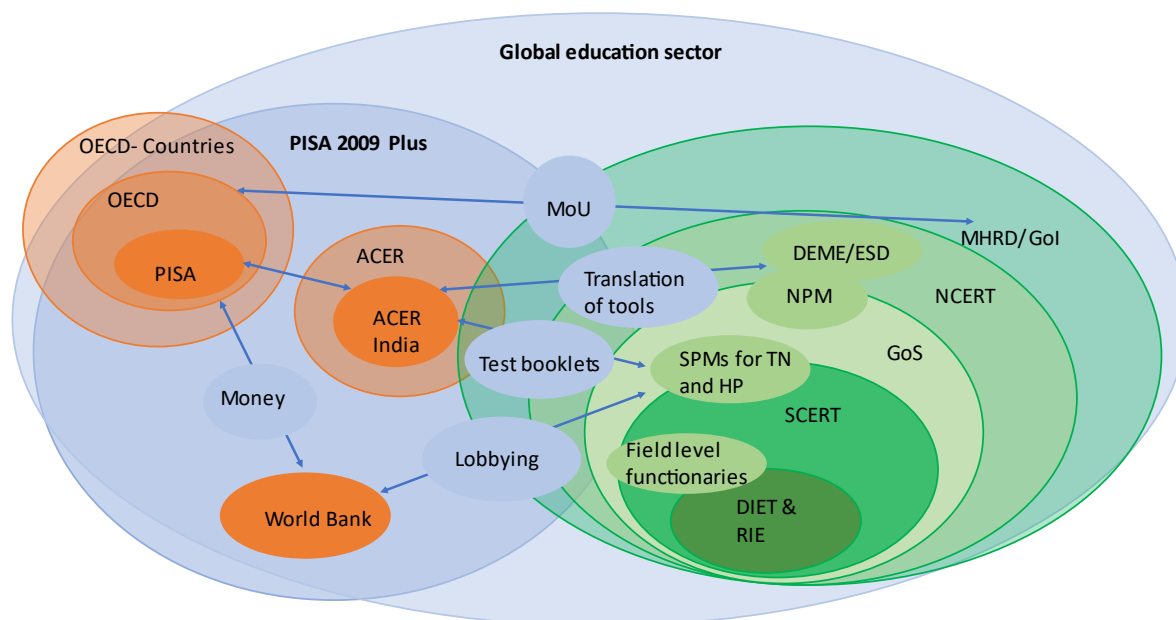 Global education sector
PISA 2009 Plus
OECD- Countries
OECD
PISA
ACER
ACER
India
Money
World Bank
MoU
Translation
of tools
Test booklets
Lobbying
MHRD/ GoI
DEME/ESD
NPM
NCERT
GoS
SPMs for TN
and HP
SCERT
Field level
functionaries
DIET &
RIE